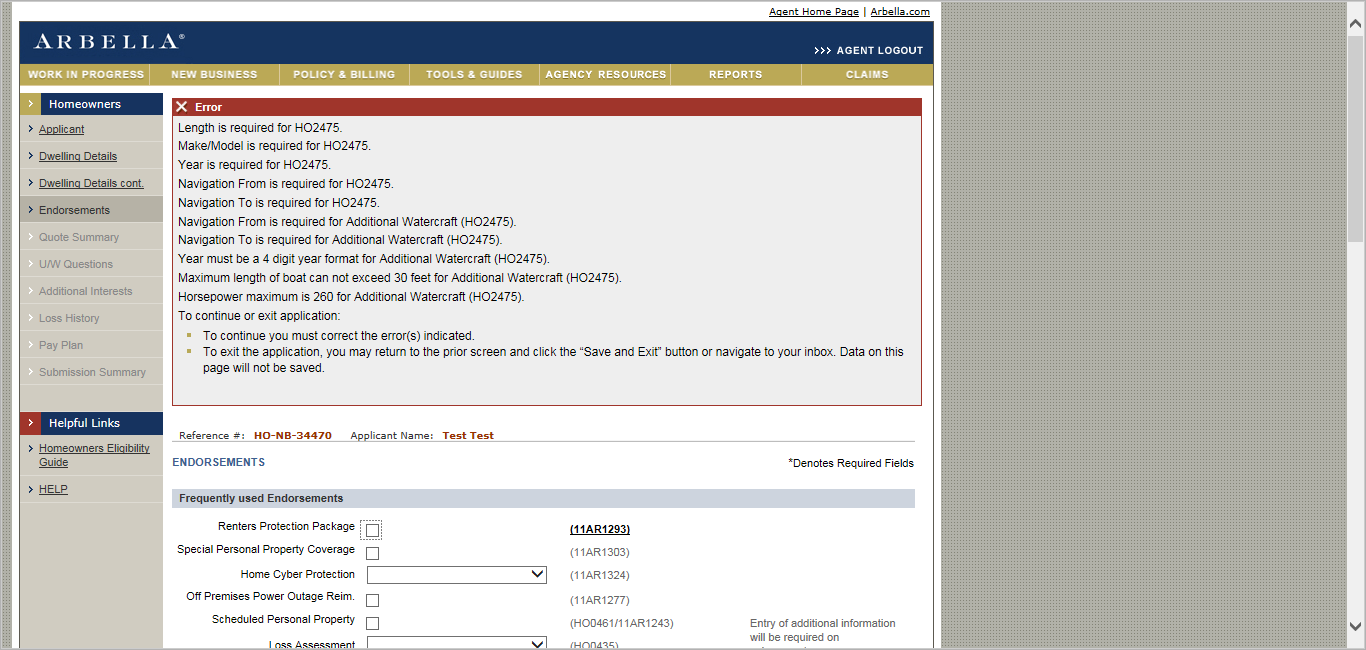 Agent Home Page | Arbella.com
ARBELLA®
>>> AGENT LOGOUT
WORK IN PROGRESS NEW BUSINESS POLICY & BILLING TOOLS & GUIDES AGENCY RESOURCES REPORTS CLAIMS
Homeowners
Applicant
Dwelling Details
Dwelling Details cont.
Endorsements
Quote Summary
U/W Questions
Additional Interests
Loss History
Pay Plan
Submission Summary
Helpful Links
Homeowners Eligibility
Guide
HELP
Error
Length is required for HO2475.
Make/Model is required for HO2475.
Year is required for HO2475.
Navigation From is required for HO2475.
Navigation To is required for HO2475.
Navigation From is required for Additional Watercraft (HO2475).
Navigation To is required for Additional Watercraft (HO2475).
Year must be a 4 digit year format for Additional Watercraft (HO2475).
Maximum length of boat can not exceed 30 feet for Additional Watercraft (HO2475).
Horsepower maximum is 260 for Additional Watercraft (HO2475).
To continue or exit application:
To continue you must correct the error(s) indicated.
To exit the application, you may return to the prior screen and click the “Save and Exit” button or navigate to your inbox. Data on this
page will not be saved.
Reference #: HO-NB-34470 Applicant Name: Test Test
ENDORSEMENTS *Denotes Required Fields
Frequently used Endorsements
Renters Protection Package (11AR1293)
Special Personal Property Coverage (11AR1303)
Home Cyber Protection (11AR1324)
Off Premises Power Outage Reim. (11AR1277)
Scheduled Personal Property (HO0461/11AR1243) Entry of additional information
will be required on
Loss Assessment (HO0435)